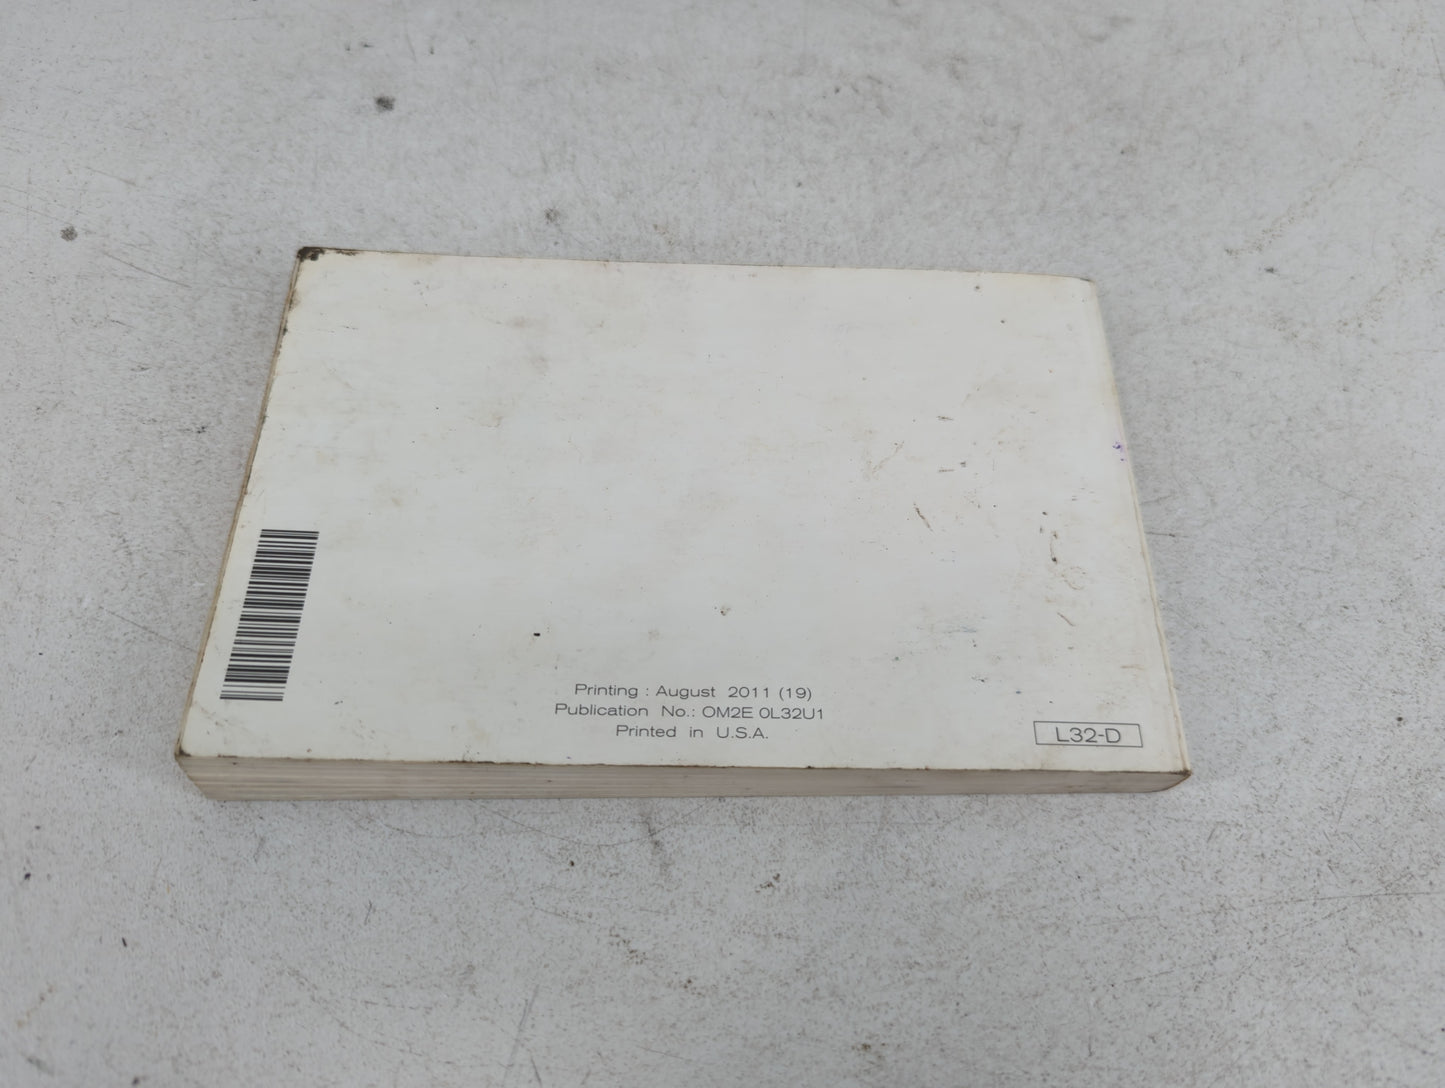 Printing : August 2011 (19)
Publication No.: OM2E 0L32U1
Printed in U.S.A.
L32-D